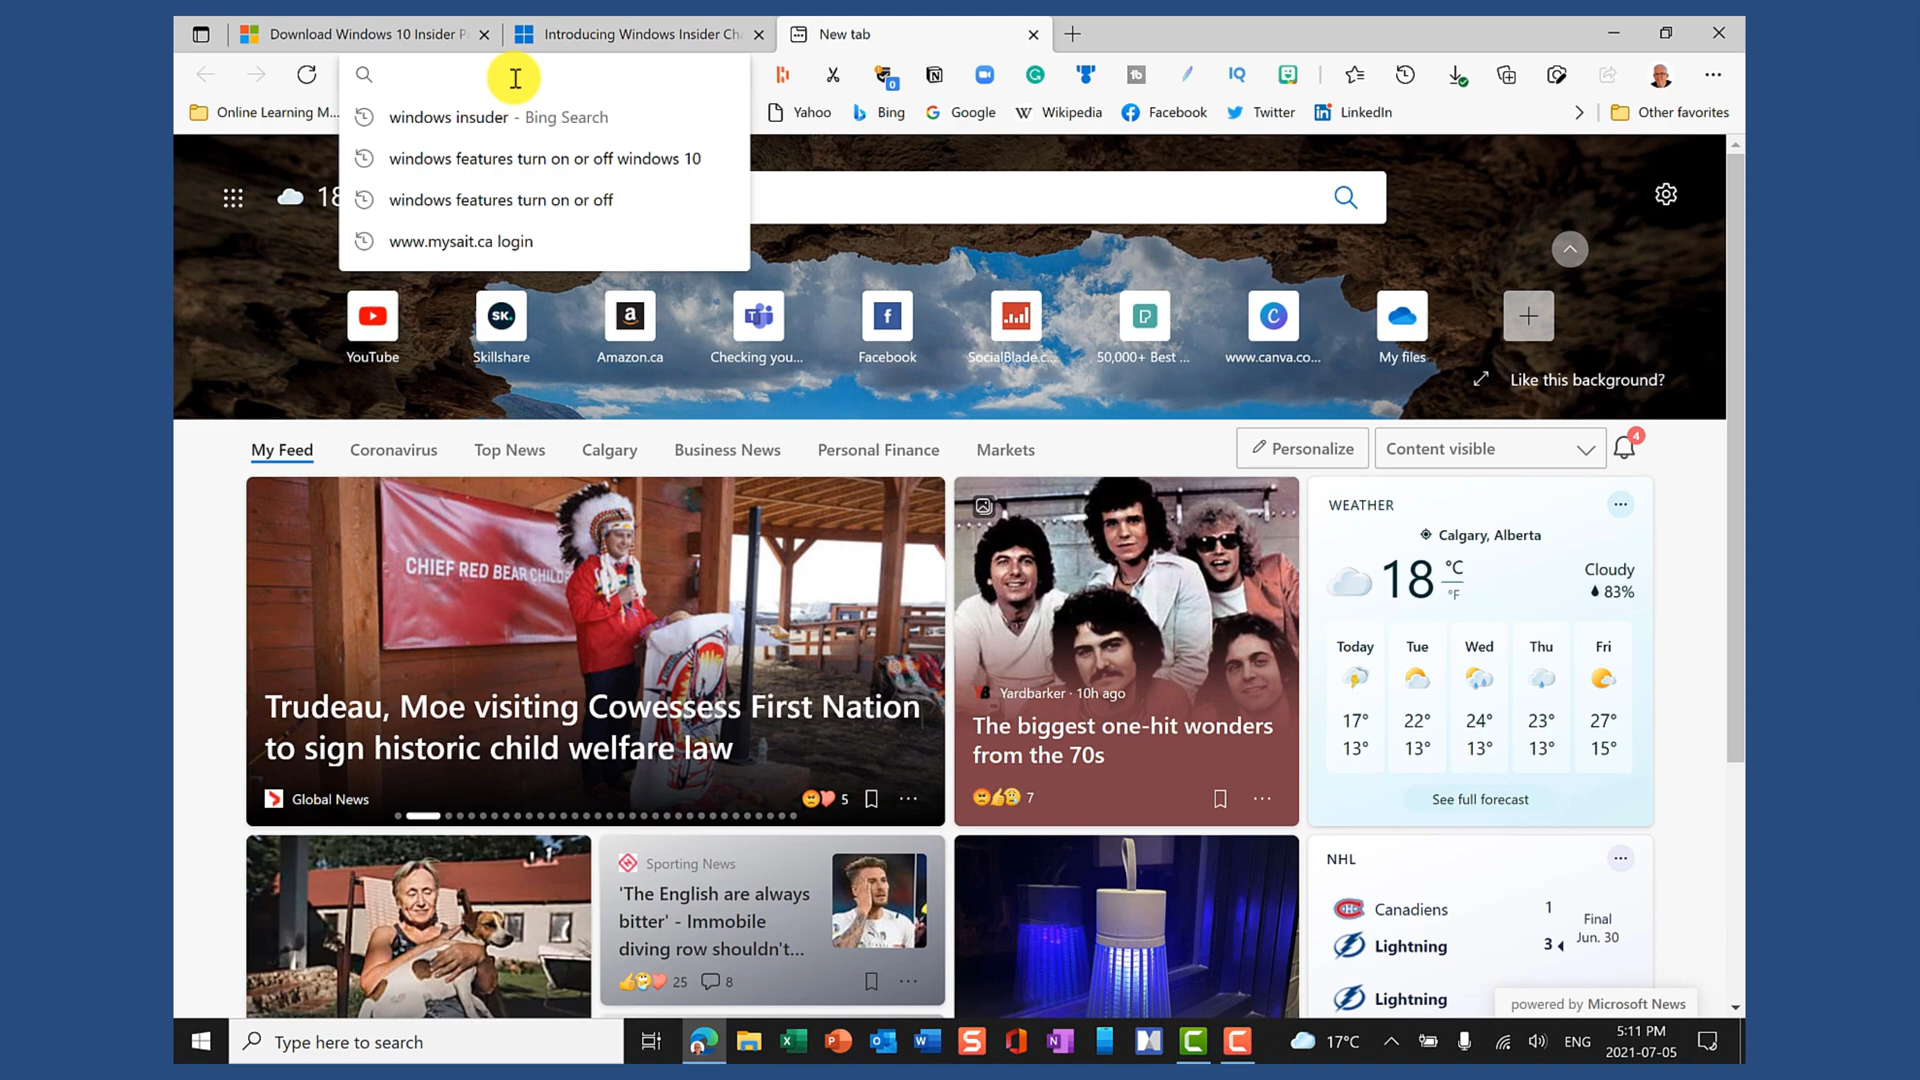 Download Windows 10 Insider P
Introducing Windows Insider Ch
New tab
windows insuder - Bing Search
windows features turn on or off windows 10
windows features turn on or off
www.mysait.ca login
Online Learning M...
Yahoo
Bing
Google
Wikipedia
Facebook
Twitter
LinkedIn
Other favorites
0
tb
IQ
18
YouTube
SK.
Skillshare
a
Amazon.ca
Checking you...
Facebook
SocialBlade.c...
50,000+ Best ...
www.canva.co...
My files
Like this background?
My Feed
Coronavirus
Top News
Calgary
Business News
Personal Finance
Markets
Personalize
Content visible
4
CHIEF RED BEAR CHILD
Trudeau, Moe visiting Cowessess First Nation
to sign historic child welfare law
Global News
5
Yardbarker · 10h ago
The biggest one-hit wonders
from the 70s
7
WEATHER
Calgary, Alberta
18 °C
°F
Cloudy
83%
Today Tue Wed Thu Fri
17° 22° 24° 23° 27°
13° 13° 13° 13° 15°
See full forecast
Sporting News
'The English are always
bitter' - Immobile
diving row shouldn't...
25
8
NHL
Canadiens 1
Lightning 3
Final
Jun. 30
Lightning
powered by Microsoft News
Type here to search
17°C
ENG
5:11 PM
2021-07-05